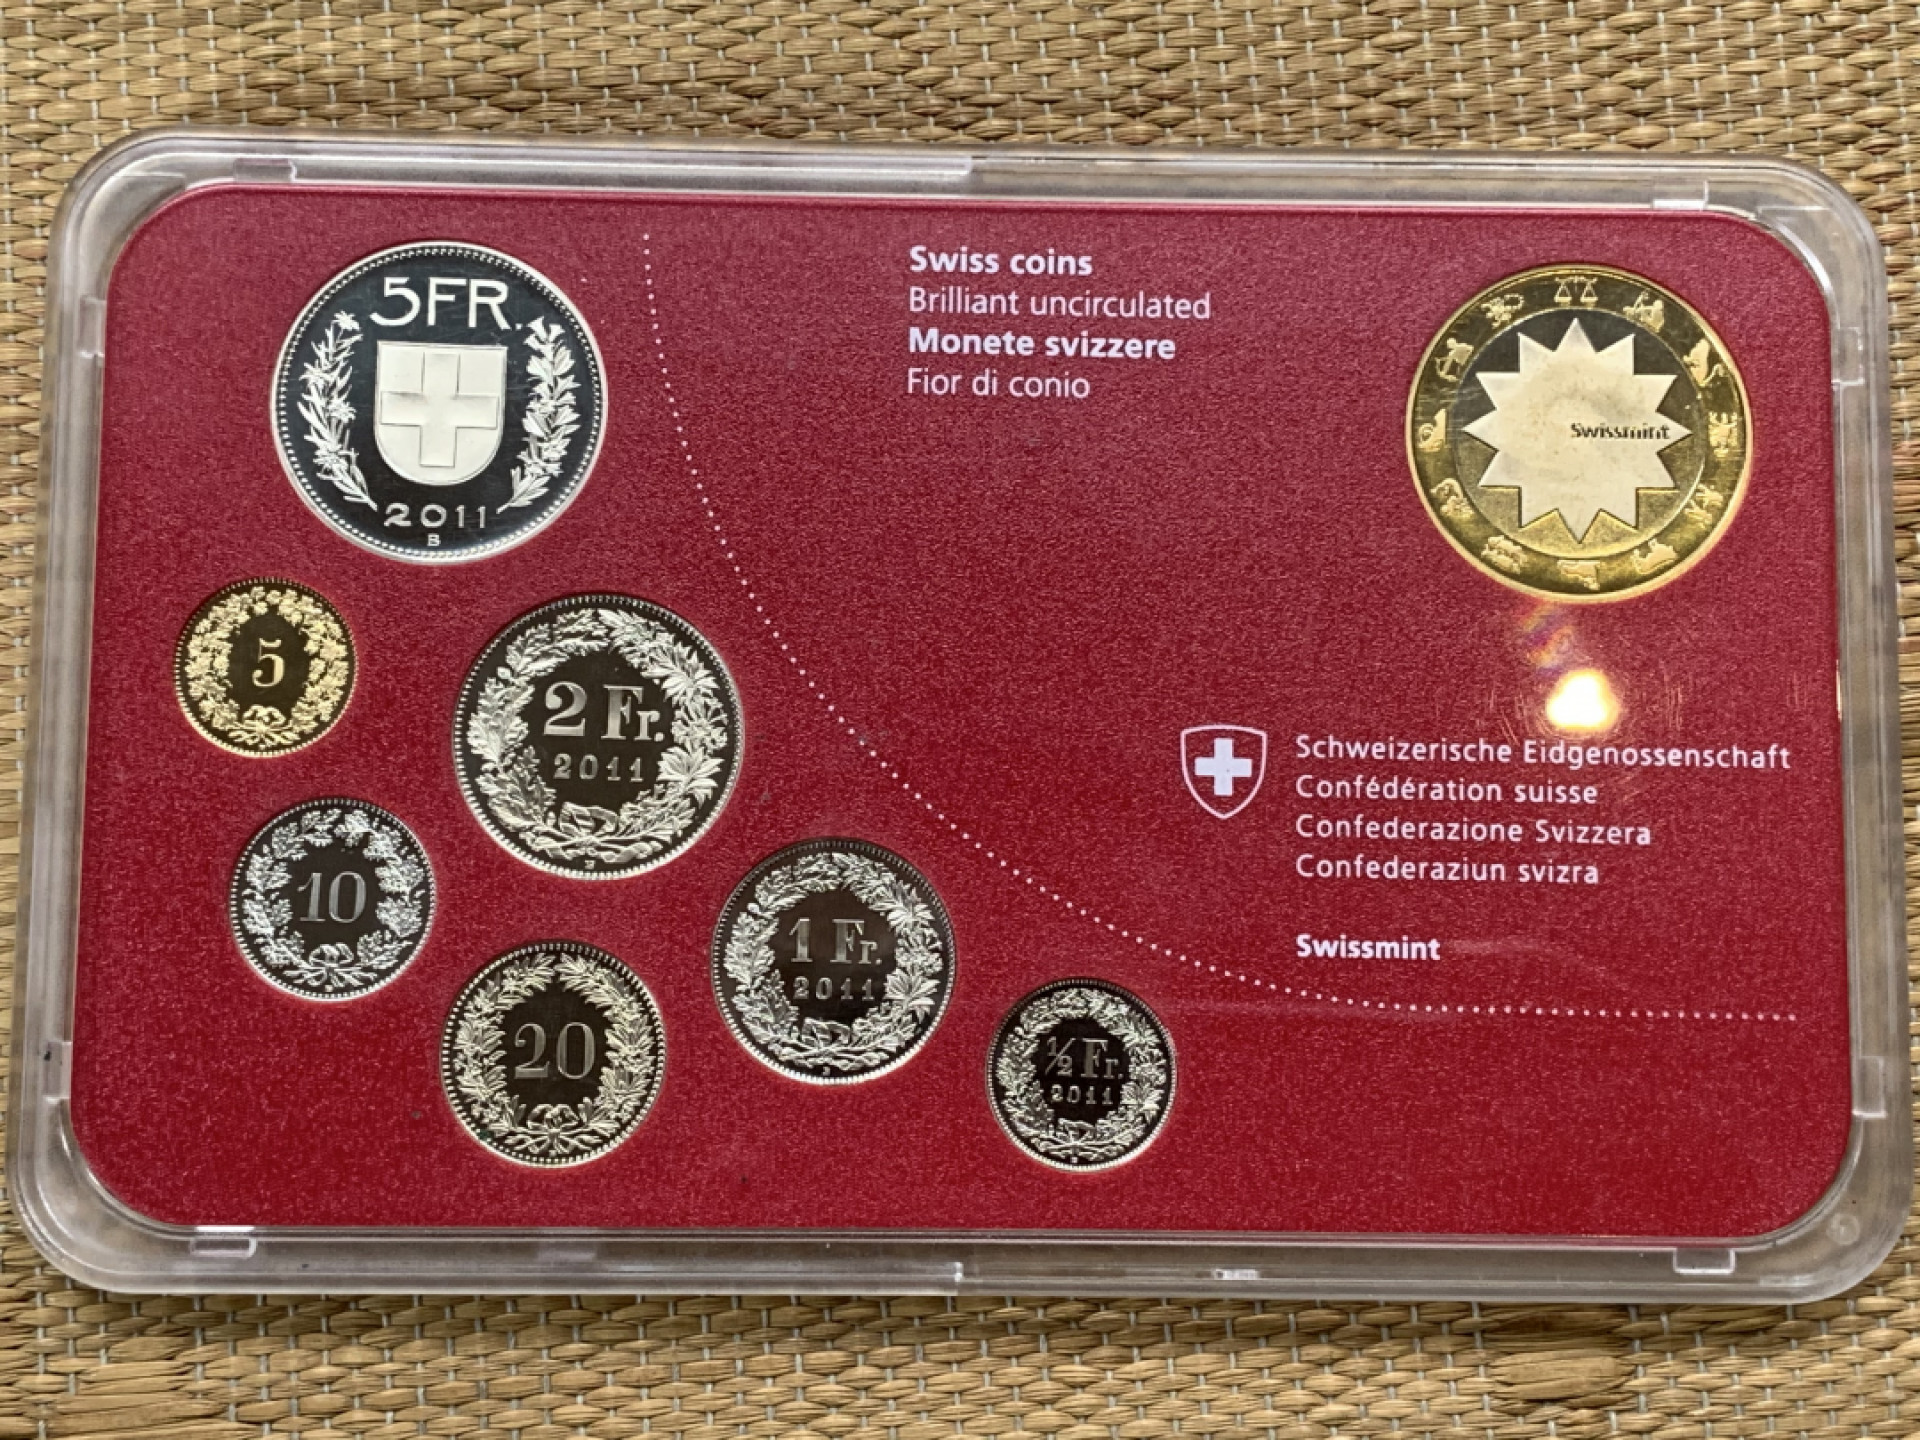 5FR.
2011
B
Swiss coins
Brilliant uncirculated
Monete svizzere
Fior di conio
swissmint
5
2 Fr.
2011
10
20
1 Fr.
2011
½ Fr.
2011
Schweizerische Eidgenossenschaft
Confédération suisse
Confederazione Svizzera
Confederaziun svizra
Swissmint